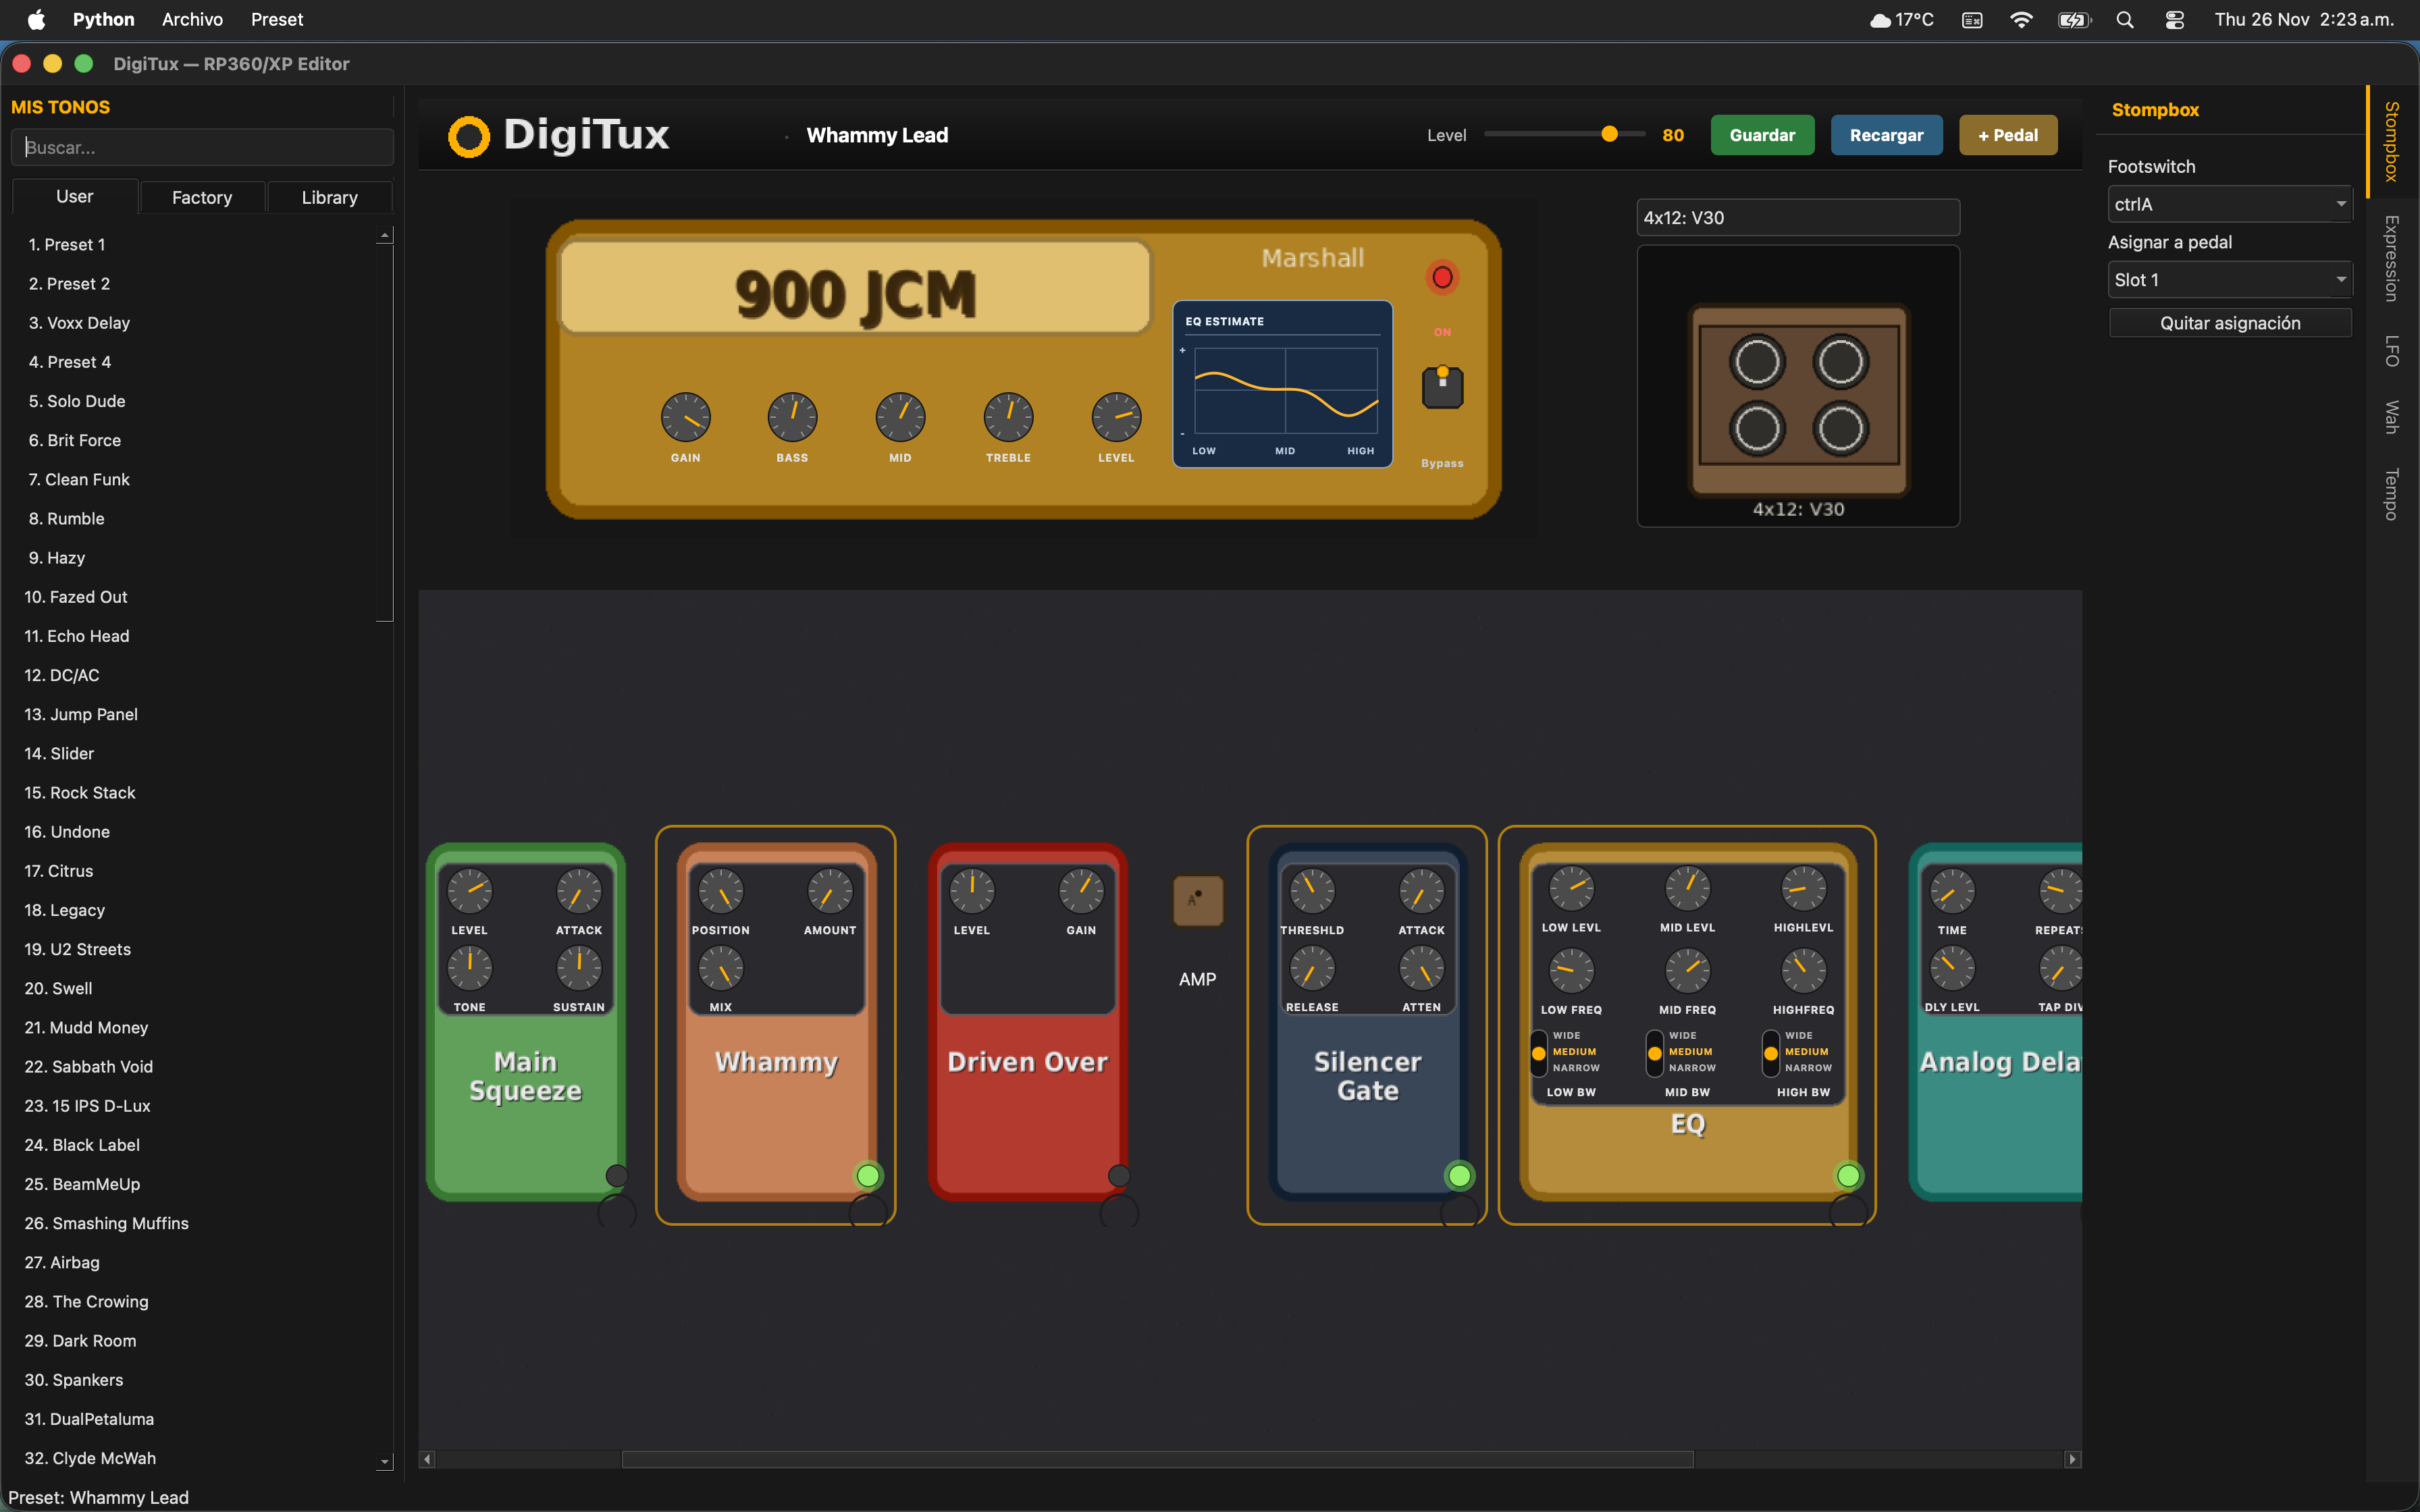 Python Archivo Preset 17°C Thu 26 Nov 2:23 a.m.
DigiTux — RP360/XP Editor
MIS TONOS
Buscar...
User Factory Library
1. Preset 1
2. Preset 2
3. Voxx Delay
4. Preset 4
5. Solo Dude
6. Brit Force
7. Clean Funk
8. Rumble
9. Hazy
10. Fazed Out
11. Echo Head
12. DC/AC
13. Jump Panel
14. Slider
15. Rock Stack
16. Undone
17. Citrus
18. Legacy
19. U2 Streets
20. Swell
21. Mudd Money
22. Sabbath Void
23. 15 IPS D-Lux
24. Black Label
25. BeamMeUp
26. Smashing Muffins
27. Airbag
28. The Crowing
29. Dark Room
30. Spankers
31. DualPetaluma
32. Clyde McWah
Preset: Whammy Lead
DigiTux · Whammy Lead Level 80 Guardar Recargar + Pedal
900 JCM
Marshall
EQ ESTIMATE
+
-
LOW MID HIGH
ON
Bypass
GAIN BASS MID TREBLE LEVEL
4x12: V30
4x12: V30
LEVEL ATTACK
TONE SUSTAIN
Main
Squeeze
POSITION AMOUNT
MIX
Whammy
LEVEL GAIN
Driven Over
A
AMP
THRESHLD ATTACK
RELEASE ATTEN
Silencer
Gate
LOW LEVL MID LEVL HIGHLEVL
LOW FREQ MID FREQ HIGHFREQ
WIDE WIDE WIDE
MEDIUM MEDIUM MEDIUM
NARROW NARROW NARROW
LOW BW MID BW HIGH BW
EQ
TIME REPEATS
DLY LEVL TAP DIV
Analog Dela
Stompbox
Footswitch
ctrlA
Asignar a pedal
Slot 1
Quitar asignación
Stompbox
Expression
LFO
Wah
Tempo